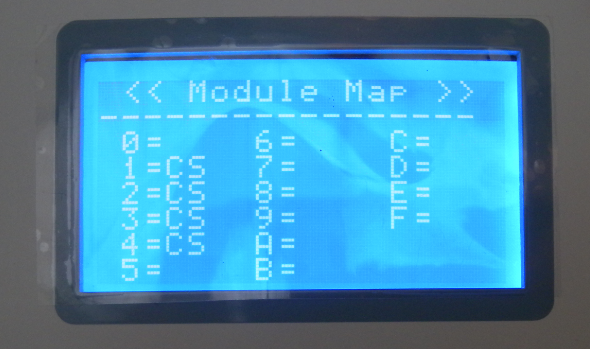 << Module Map >>
------------------
0=      6=      C=
1=CS    7=      D=
2=CS    8=      E=
3=CS    9=      F=
4=CS    A=
5=      B=